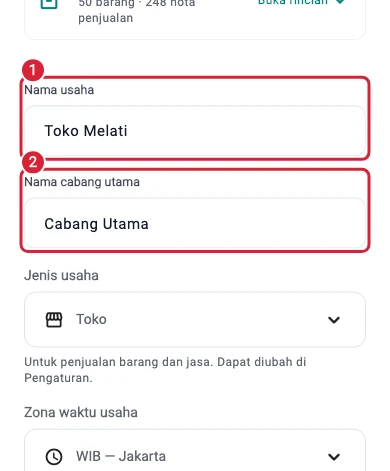 50 barang · 248 nota
penjualan
Buka rincian
1
Nama usaha
Toko Melati
2
Nama cabang utama
Cabang Utama
Jenis usaha
Toko
Untuk penjualan barang dan jasa. Dapat diubah di
Pengaturan.
Zona waktu usaha
WIB — Jakarta